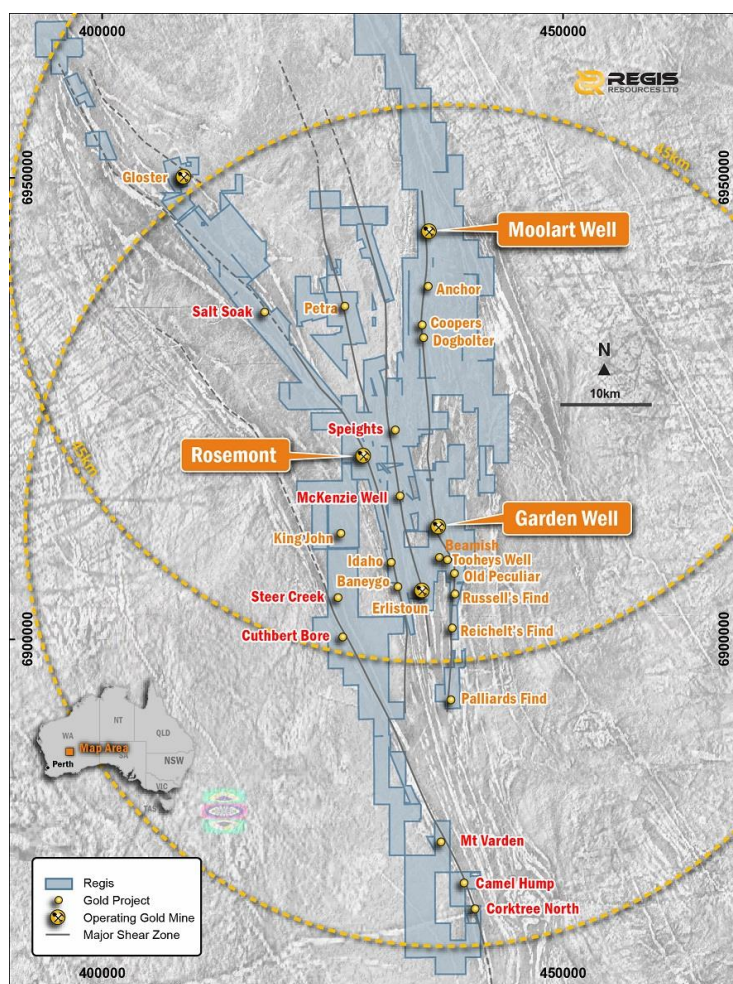 400000
450000
REGIS
RESOURCES LTD
45km
6950000
6950000
Gloster
Moolart Well
Anchor
Salt Soak
Petra
Coopers
Dogbolter
N
10km
Speights
45km
Rosemont
McKenzie Well
Garden Well
King John
Beamish
Idaho
Tooheys Well
Baneygo
Old Peculiar
Steer Creek
Erlistoun
Russell's Find
Cuthbert Bore
Reichelt's Find
6900000
6900000
Palliards Find
NT
QLD
WA
Map Area
SA
Perth
NSW
VIC
TAS
Mt Varden
Camel Hump
Corktree North
Regis
Gold Project
Operating Gold Mine
Major Shear Zone
400000
450000